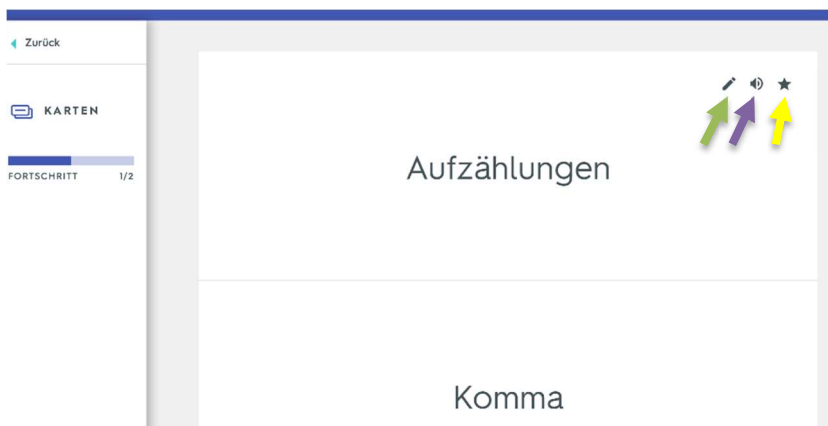 Zurück
KARTEN
FORTSCHRITT 1/2
Aufzählungen
Komma